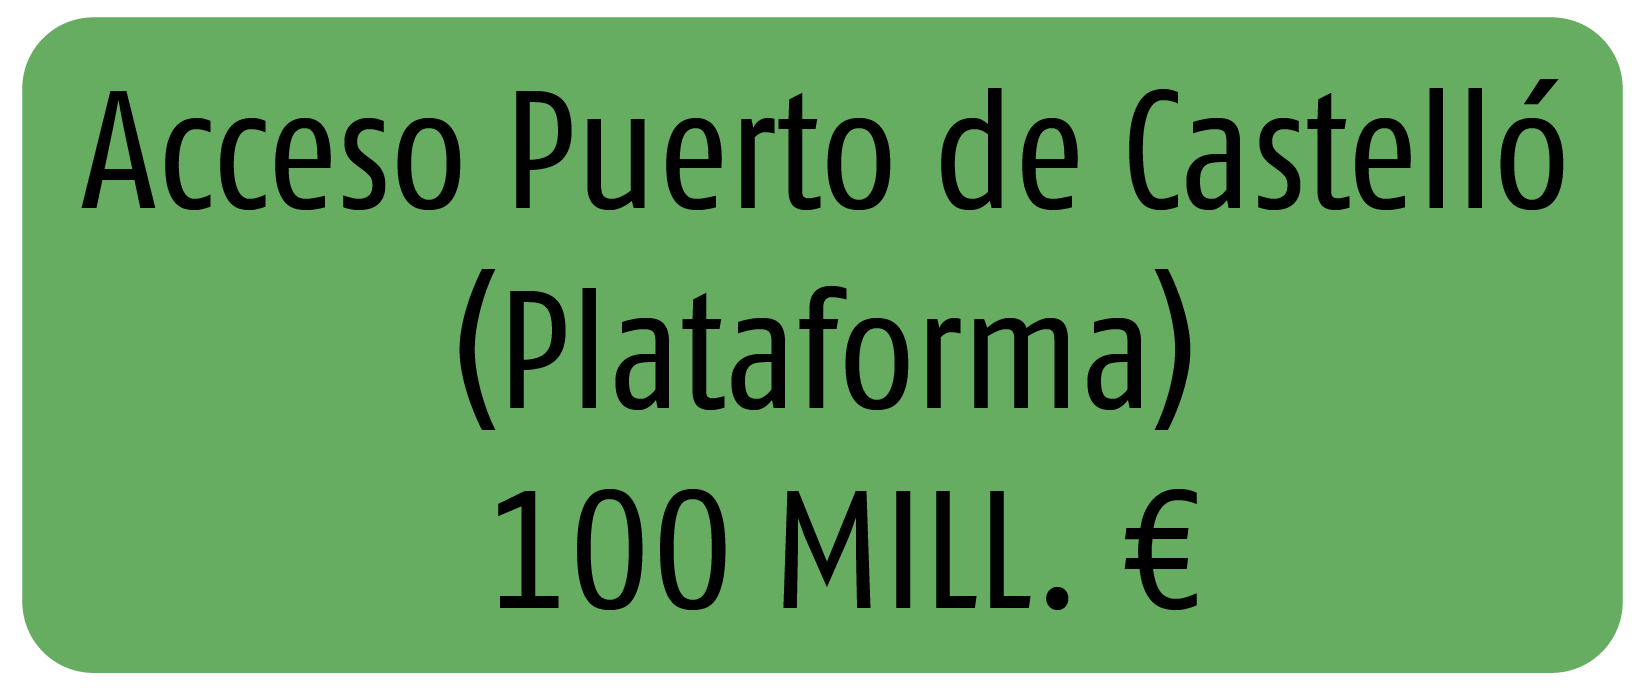 Acceso Puerto de Castelló
(Plataforma)
100 MILL. €